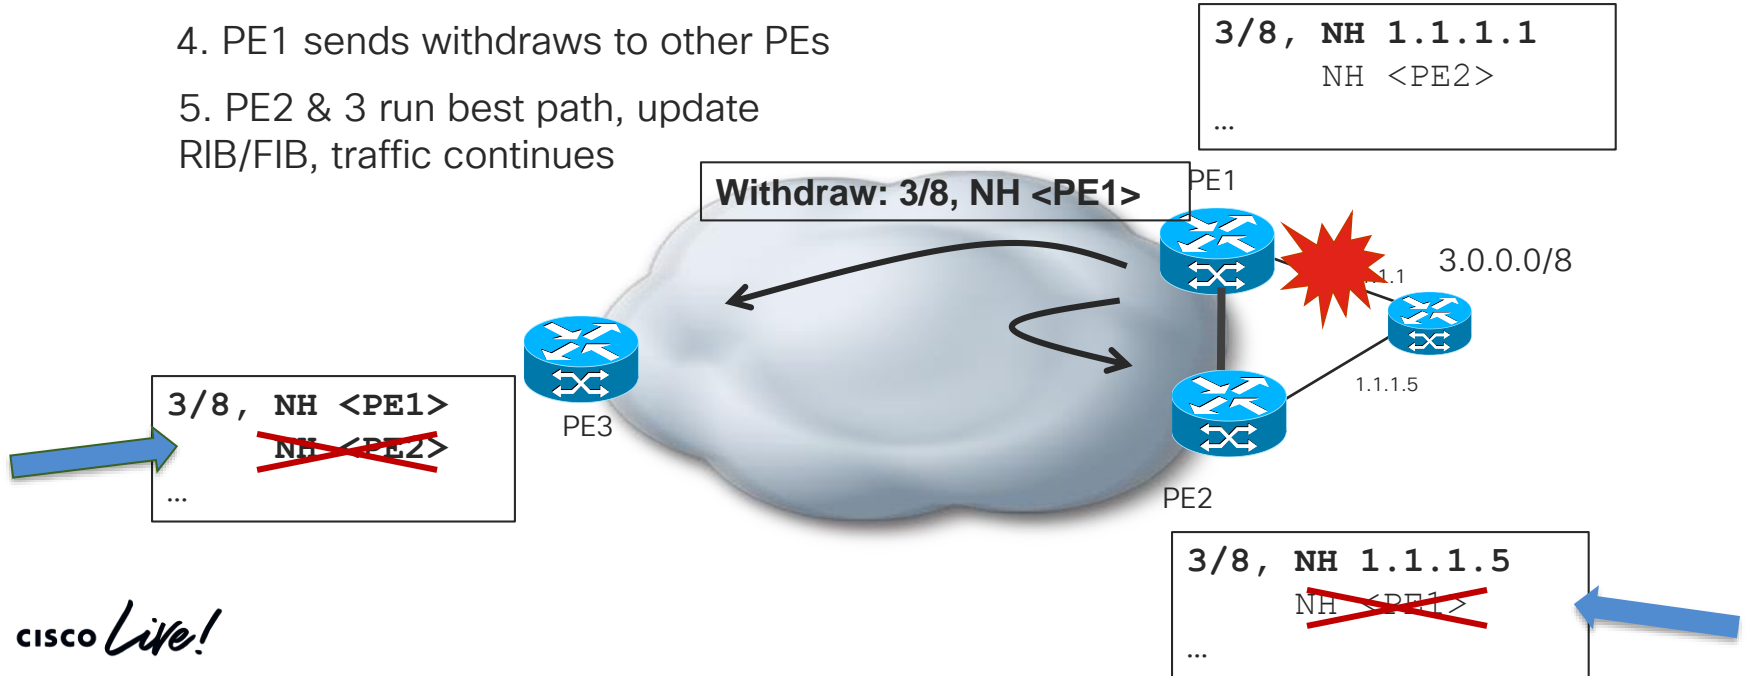 4. PE1 sends withdraws to other PEs
5. PE2 & 3 run best path, update
RIB/FIB, traffic continues
3/8, NH 1.1.1.1
NH <PE2>
...
Withdraw: 3/8, NH <PE1>
PE1
3.0.0.0/8
.1.1
1.1.1.5
PE3
3/8, NH <PE1>
NH <PE2>
...
PE2
3/8, NH 1.1.1.5
NH <PE1>
...
CISCO Live!